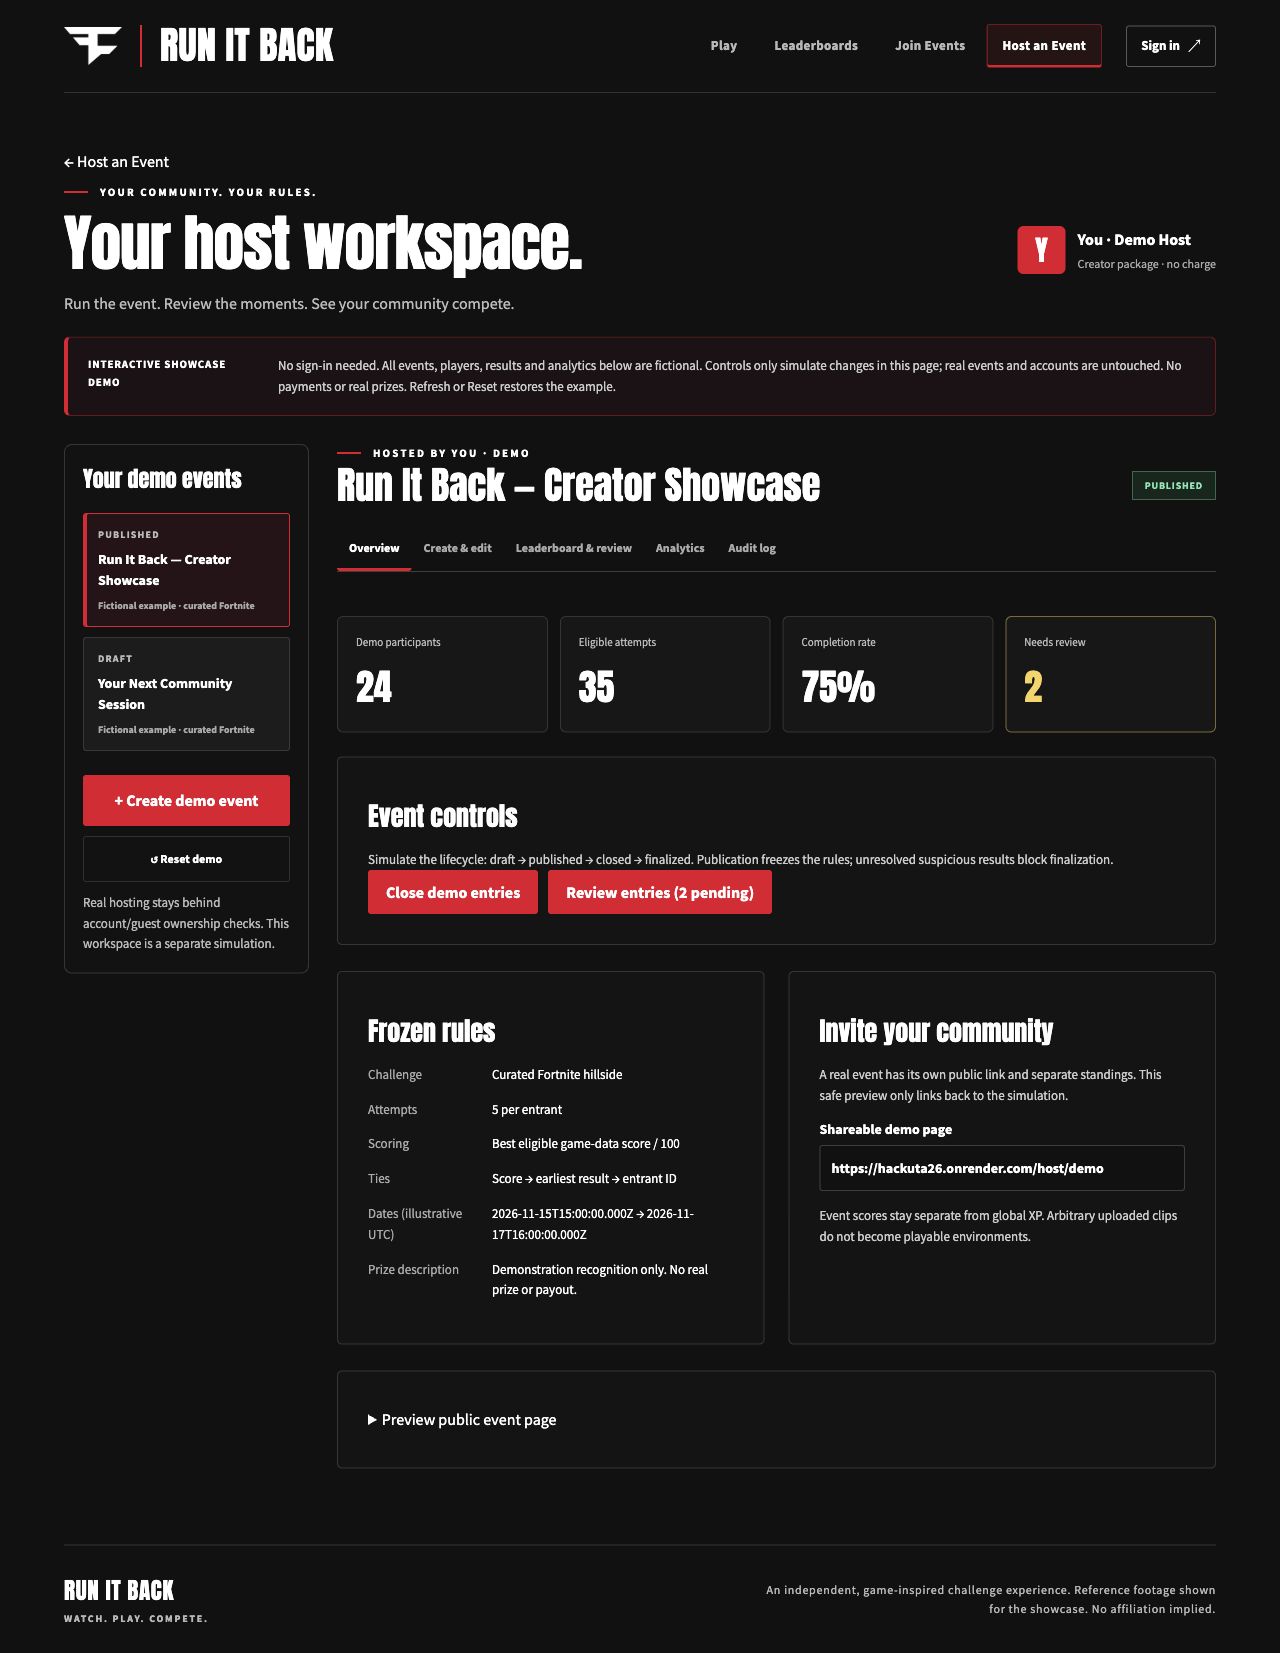 RUN IT BACK
Play
Leaderboards
Join Events
Host an Event
Sign in ↗
← Host an Event
YOUR COMMUNITY. YOUR RULES.
Your host workspace.
Run the event. Review the moments. See your community compete.
Y
You · Demo Host
Creator package · no charge
INTERACTIVE SHOWCASE
DEMO
No sign-in needed. All events, players, results and analytics below are fictional. Controls only simulate changes in this page; real events and accounts are untouched. No
payments or real prizes. Refresh or Reset restores the example.
Your demo events
PUBLISHED
Run It Back — Creator
Showcase
Fictional example · curated Fortnite
DRAFT
Your Next Community
Session
Fictional example · curated Fortnite
+ Create demo event
↺ Reset demo
Real hosting stays behind
account/guest ownership checks. This
workspace is a separate simulation.
HOSTED BY YOU · DEMO
Run It Back — Creator Showcase
PUBLISHED
Overview
Create & edit
Leaderboard & review
Analytics
Audit log
Demo participants
24
Eligible attempts
35
Completion rate
75%
Needs review
2
Event controls
Simulate the lifecycle: draft → published → closed → finalized. Publication freezes the rules; unresolved suspicious results block finalization.
Close demo entries
Review entries (2 pending)
Frozen rules
Challenge
Curated Fortnite hillside
Attempts
5 per entrant
Scoring
Best eligible game-data score / 100
Ties
Score → earliest result → entrant ID
Dates (illustrative
UTC)
2026-11-15T15:00:00.000Z → 2026-11-
17T16:00:00.000Z
Prize description
Demonstration recognition only. No real
prize or payout.
Invite your community
A real event has its own public link and separate standings. This
safe preview only links back to the simulation.
Shareable demo page
https://hackuta26.onrender.com/host/demo
Event scores stay separate from global XP. Arbitrary uploaded clips
do not become playable environments.
▶ Preview public event page
RUN IT BACK
WATCH. PLAY. COMPETE.
An independent, game-inspired challenge experience. Reference footage shown
for the showcase. No affiliation implied.